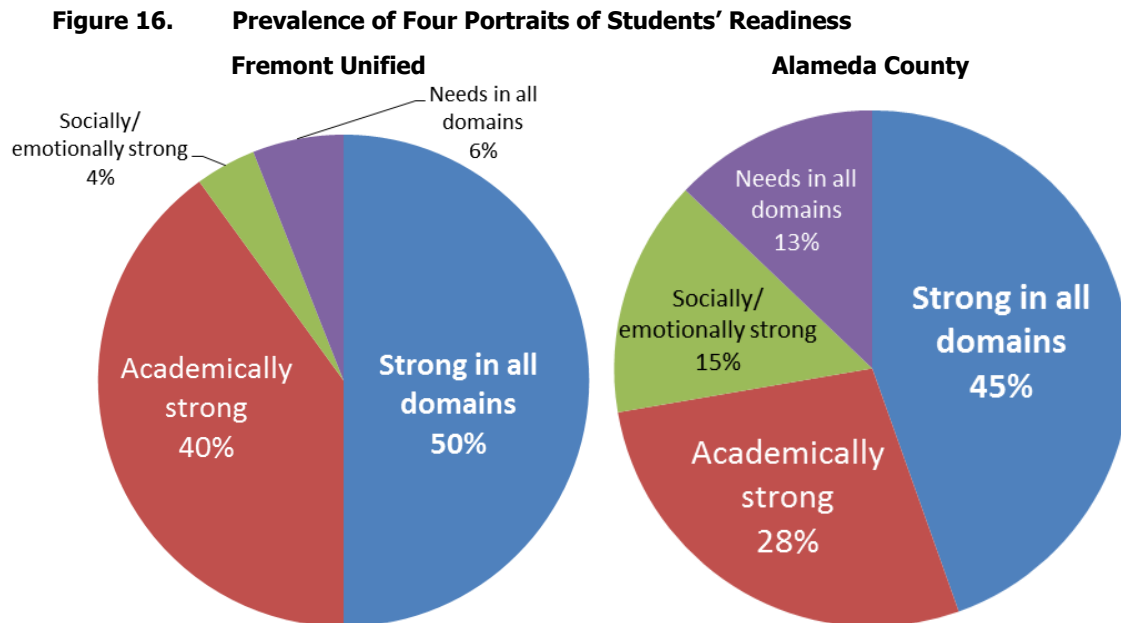 Figure 16. Prevalence of Four Portraits of Students’ Readiness
Fremont Unified
Needs in all
domains
6%
Socially/
emotionally strong
4%
Academically
strong
40%
Strong in all
domains
50%
Alameda County
Needs in all
domains
13%
Socially/
emotionally strong
15%
Strong in all
domains
45%
Academically
strong
28%